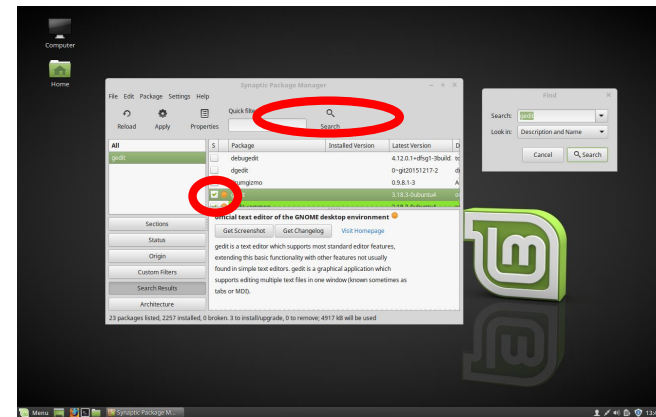 Computer
Home
Synaptic Package Manager
File Edit Package Settings Help
Reload Apply Properties
Quick filter
Search
All
gedit
S Package Installed Version Latest Version D
debugedit 4.12.0.1+dfsg1-3build
dgedit 0~git20151217-2
0.9.8.1-3
3.18.3-0ubuntu4
official text editor of the GNOME desktop environment
Get Screenshot Get Changelog Visit Homepage
gedit is a text editor which supports most standard editor features,
extending this basic functionality with other features not usually
found in simple text editors. gedit is a graphical application which
supports editing multiple text files in one window (known sometimes as
tabs or MDI).
Sections
Status
Origin
Custom Filters
Search Results
Architecture
23 packages listed, 2257 installed, 0 broken. 3 to install/upgrade, 0 to remove; 4917 kB will be used
Find
Search: gedit
Look in: Description and Name
Cancel Search
Menu
Synaptic Package M...